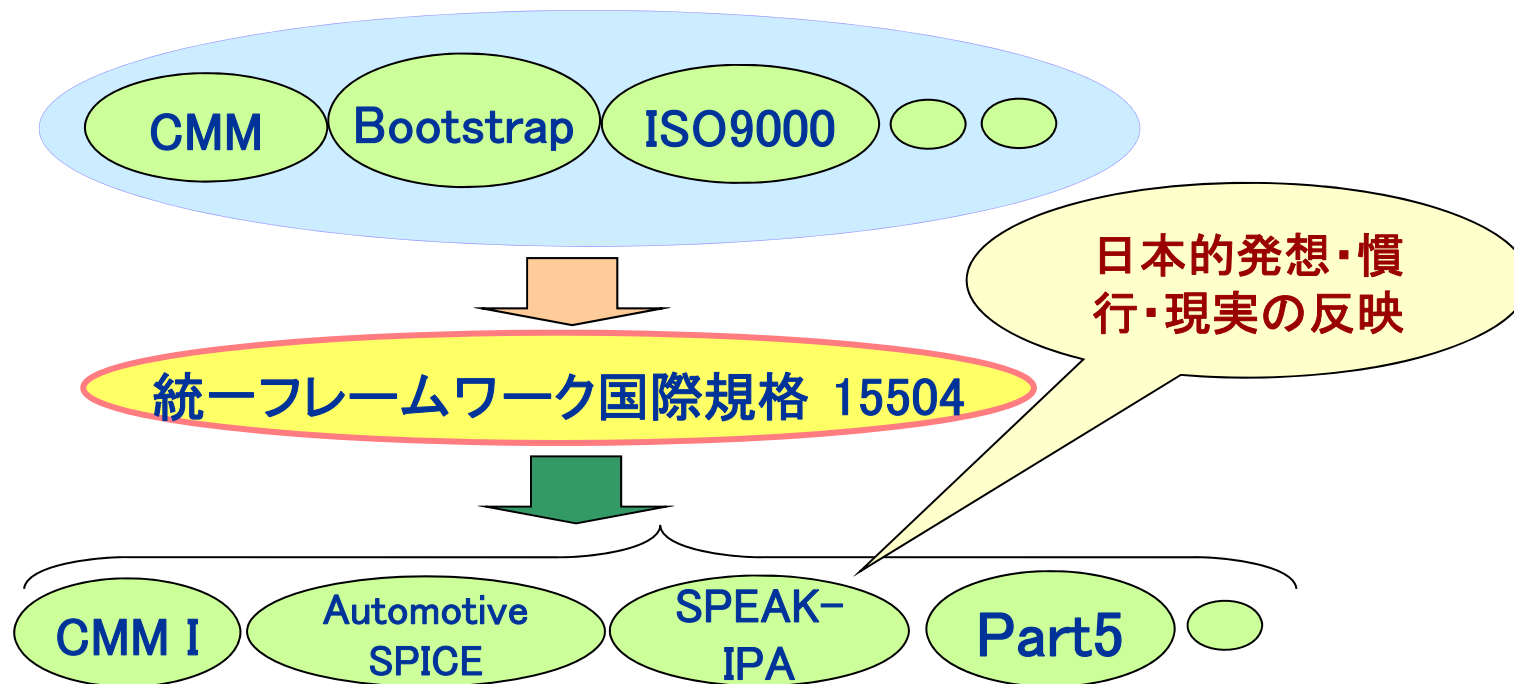 CMM
Bootstrap
ISO9000
日本的発想・慣
行・現実の反映
統一フレームワーク国際規格 15504
CMM I
Automotive
SPICE
SPEAK-
IPA
Part5